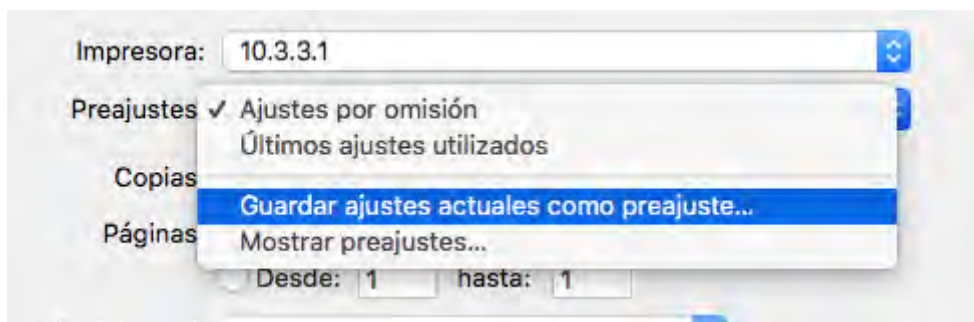 Impresora: 10.3.3.1
Preajustes ✓ Ajustes por omisión
Últimos ajustes utilizados
Copias
Guardar ajustes actuales como preajuste...
Páginas
Mostrar preajustes...
Desde: 1 hasta: 1